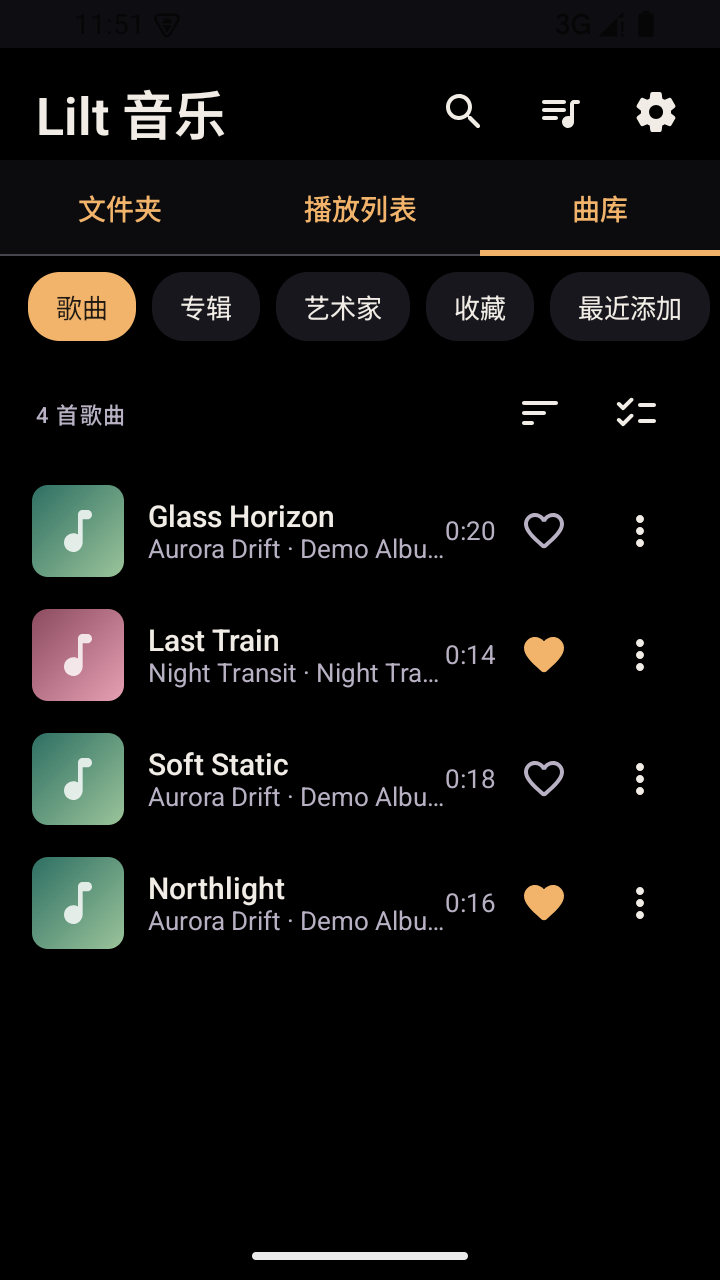 11:51
3G
Lilt 音乐
文件夹 播放列表 曲库
歌曲 专辑 艺术家 收藏 最近添加
4 首歌曲
Glass Horizon
Aurora Drift · Demo Albu… 0:20
Last Train
Night Transit · Night Tra… 0:14
Soft Static
Aurora Drift · Demo Albu… 0:18
Northlight
Aurora Drift · Demo Albu… 0:16